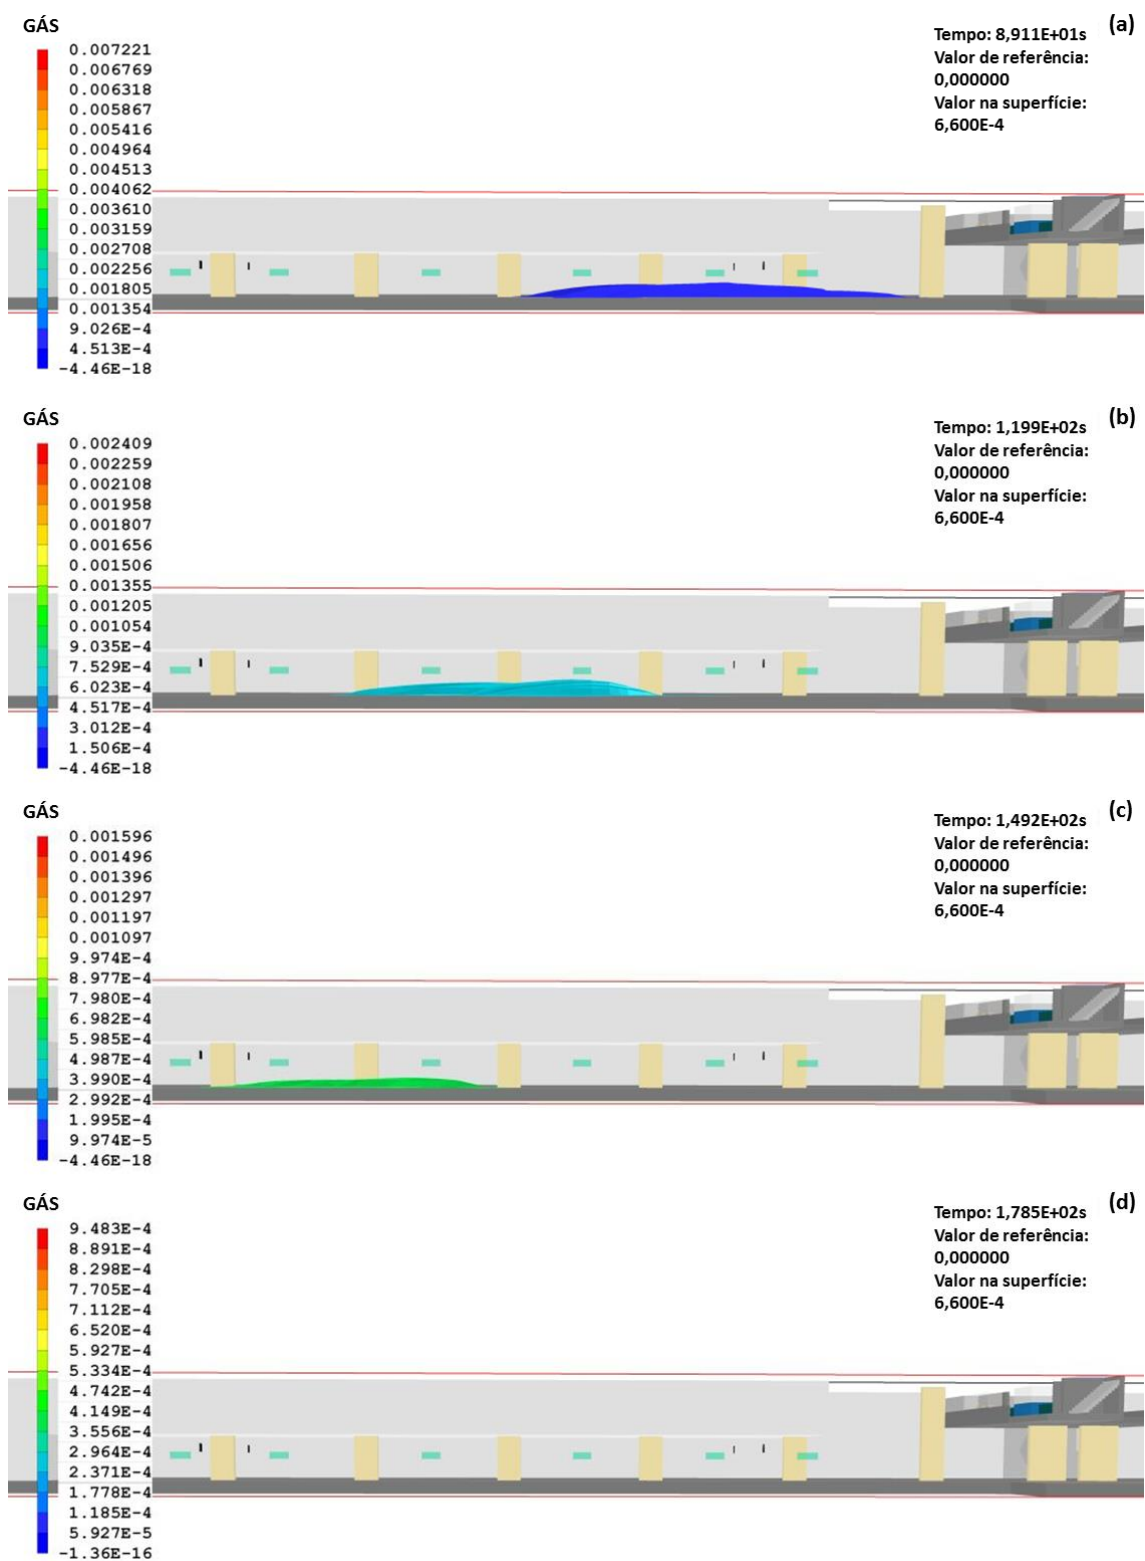 GÁS
0.007221
0.006769
0.006318
0.005867
0.005416
0.004964
0.004513
0.004062
0.003610
0.003159
0.002708
0.002256
0.001805
0.001354
9.026E-4
4.513E-4
-4.46E-18
(a)
Tempo: 8,911E+01s
Valor de referência:
0,000000
Valor na superfície:
6,600E-4
GÁS
0.002409
0.002259
0.002108
0.001958
0.001807
0.001656
0.001506
0.001355
0.001205
0.001054
9.035E-4
7.529E-4
6.023E-4
4.517E-4
3.012E-4
1.506E-4
-4.46E-18
(b)
Tempo: 1,199E+02s
Valor de referência:
0,000000
Valor na superfície:
6,600E-4
GÁS
0.001596
0.001496
0.001396
0.001297
0.001197
0.001097
9.974E-4
8.977E-4
7.980E-4
6.982E-4
5.985E-4
4.987E-4
3.990E-4
2.992E-4
1.995E-4
9.974E-5
-4.46E-18
(c)
Tempo: 1,492E+02s
Valor de referência:
0,000000
Valor na superfície:
6,600E-4
GÁS
9.483E-4
8.891E-4
8.298E-4
7.705E-4
7.112E-4
6.520E-4
5.927E-4
5.334E-4
4.742E-4
4.149E-4
3.556E-4
2.964E-4
2.371E-4
1.778E-4
1.185E-4
5.927E-5
-1.36E-16
(d)
Tempo: 1,785E+02s
Valor de referência:
0,000000
Valor na superfície:
6,600E-4